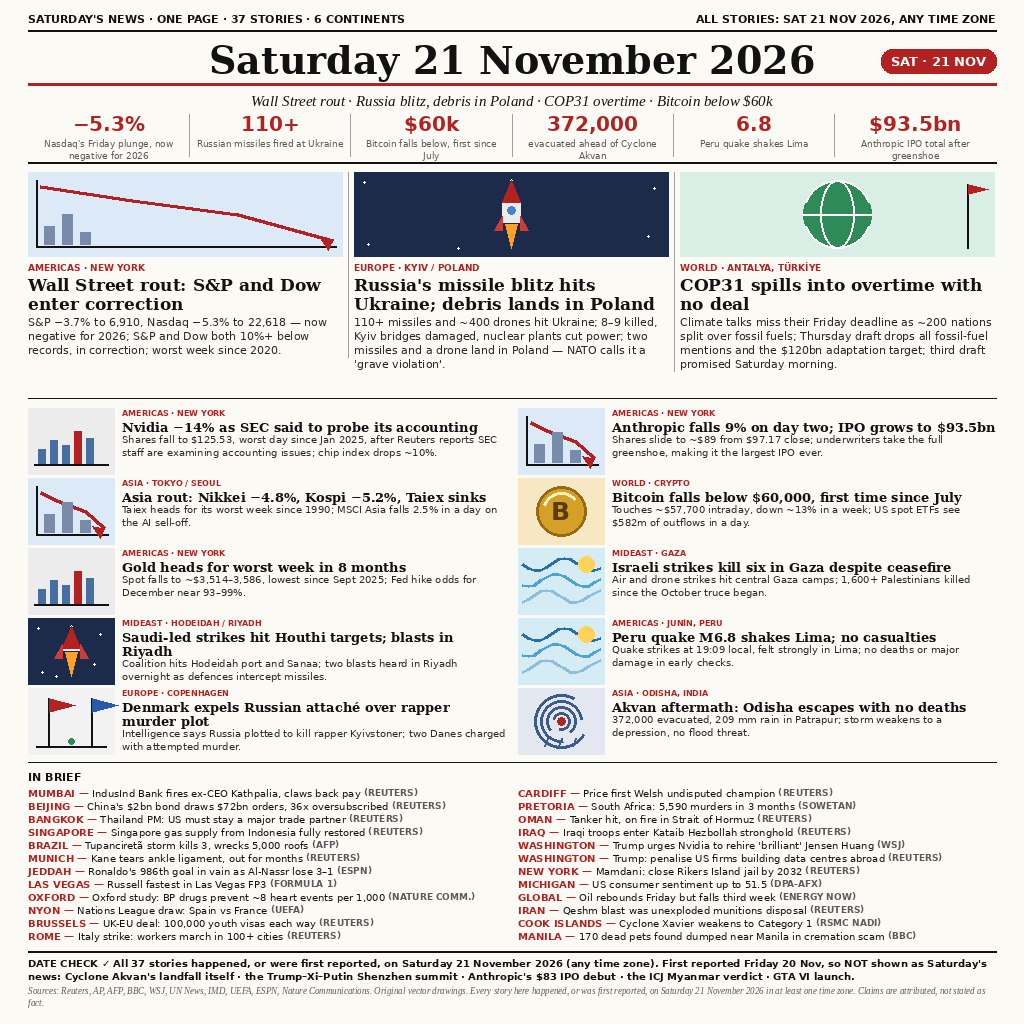 SATURDAY'S NEWS · ONE PAGE · 37 STORIES · 6 CONTINENTS
ALL STORIES: SAT 21 NOV 2026, ANY TIME ZONE
Saturday 21 November 2026
SAT · 21 NOV
Wall Street rout · Russia blitz, debris in Poland · COP31 overtime · Bitcoin below $60k
−5.3%
Nasdaq's Friday plunge, now
negative for 2026
110+
Russian missiles fired at Ukraine
$60k
Bitcoin falls below, first since
July
372,000
evacuated ahead of Cyclone
Akvan
6.8
Peru quake shakes Lima
$93.5bn
Anthropic IPO total after
greenshoe
AMERICAS · NEW YORK
Wall Street rout: S&P and Dow
enter correction
S&P −3.7% to 6,910, Nasdaq −5.3% to 22,618 — now
negative for 2026; S&P and Dow both 10%+ below
records, in correction; worst week since 2020.
EUROPE · KYIV / POLAND
Russia's missile blitz hits
Ukraine; debris lands in Poland
110+ missiles and ~400 drones hit Ukraine; 8–9 killed,
Kyiv bridges damaged, nuclear plants cut power; two
missiles and a drone land in Poland — NATO calls it a
'grave violation'.
WORLD · ANTALYA, TÜRKİYE
COP31 spills into overtime with
no deal
Climate talks miss their Friday deadline as ~200 nations
split over fossil fuels; Thursday draft drops all fossil-fuel
mentions and the $120bn adaptation target; third draft
promised Saturday morning.
AMERICAS · NEW YORK
Nvidia −14% as SEC said to probe its accounting
Shares fall to $125.53, worst day since Jan 2025, after Reuters reports SEC
staff are examining accounting issues; chip index drops ~10%.
AMERICAS · NEW YORK
Anthropic falls 9% on day two; IPO grows to $93.5bn
Shares slide to ~$89 from $97.17 close; underwriters take the full
greenshoe, making it the largest IPO ever.
ASIA · TOKYO / SEOUL
Asia rout: Nikkei −4.8%, Kospi −5.2%, Taiex sinks
Taiex heads for its worst week since 1990; MSCI Asia falls 2.5% in a day on
the AI sell-off.
WORLD · CRYPTO
B
Bitcoin falls below $60,000, first time since July
Touches ~$57,700 intraday, down ~13% in a week; US spot ETFs see
$582m of outflows in a day.
AMERICAS · NEW YORK
Gold heads for worst week in 8 months
Spot falls to ~$3,514–3,586, lowest since Sept 2025; Fed hike odds for
December near 93–99%.
MIDEAST · GAZA
Israeli strikes kill six in Gaza despite ceasefire
Air and drone strikes hit central Gaza camps; 1,600+ Palestinians killed
since the October truce began.
MIDEAST · HODEIDAH / RIYADH
Saudi-led strikes hit Houthi targets; blasts in
Riyadh
Coalition hits Hodeidah port and Sanaa; two blasts heard in Riyadh
overnight as defences intercept missiles.
AMERICAS · JUNÍN, PERU
Peru quake M6.8 shakes Lima; no casualties
Quake strikes at 19:09 local, felt strongly in Lima; no deaths or major
damage in early checks.
EUROPE · COPENHAGEN
Denmark expels Russian attaché over rapper
murder plot
Intelligence says Russia plotted to kill rapper Kyivstoner; two Danes charged
with attempted murder.
ASIA · ODISHA, INDIA
Akvan aftermath: Odisha escapes with no deaths
372,000 evacuated, 209 mm rain in Patrapur; storm weakens to a
depression, no flood threat.
IN BRIEF
MUMBAI — IndusInd Bank fires ex-CEO Kathpalia, claws back pay (REUTERS)
BEIJING — China's $2bn bond draws $72bn orders, 36x oversubscribed (REUTERS)
BANGKOK — Thailand PM: US must stay a major trade partner (REUTERS)
SINGAPORE — Singapore gas supply from Indonesia fully restored (REUTERS)
BRAZIL — Tupanciretã storm kills 3, wrecks 5,000 roofs (AFP)
MUNICH — Kane tears ankle ligament, out for months (REUTERS)
JEDDAH — Ronaldo's 986th goal in vain as Al-Nassr lose 3–1 (ESPN)
LAS VEGAS — Russell fastest in Las Vegas FP3 (FORMULA 1)
OXFORD — Oxford study: BP drugs prevent ~8 heart events per 1,000 (NATURE COMM.)
NYON — Nations League draw: Spain vs France (UEFA)
BRUSSELS — UK-EU deal: 100,000 youth visas each way (REUTERS)
ROME — Italy strike: workers march in 100+ cities (REUTERS)
CARDIFF — Price first Welsh undisputed champion (REUTERS)
PRETORIA — South Africa: 5,590 murders in 3 months (SOWETAN)
OMAN — Tanker hit, on fire in Strait of Hormuz (REUTERS)
IRAQ — Iraqi troops enter Kataib Hezbollah stronghold (REUTERS)
WASHINGTON — Trump urges Nvidia to rehire 'brilliant' Jensen Huang (WSJ)
WASHINGTON — Trump: penalise US firms building data centres abroad (REUTERS)
NEW YORK — Mamdani: close Rikers Island jail by 2032 (REUTERS)
MICHIGAN — US consumer sentiment up to 51.5 (DPA-AFX)
GLOBAL — Oil rebounds Friday but falls third week (ENERGY NOW)
IRAN — Qeshm blast was unexploded munitions disposal (REUTERS)
COOK ISLANDS — Cyclone Xavier weakens to Category 1 (RSMC NADI)
MANILA — 170 dead pets found dumped near Manila in cremation scam (BBC)
DATE CHECK ✓ All 37 stories happened, or were first reported, on Saturday 21 November 2026 (any time zone). First reported Friday 20 Nov, so NOT shown as Saturday's
news: Cyclone Akvan's landfall itself · the Trump–Xi–Putin Shenzhen summit · Anthropic's $83 IPO debut · the ICJ Myanmar verdict · GTA VI launch.
Sources: Reuters, AP, AFP, BBC, WSJ, UN News, IMD, UEFA, ESPN, Nature Communications. Original vector drawings. Every story here happened, or was first reported, on Saturday 21 November 2026 in at least one time zone. Claims are attributed, not stated as
fact.